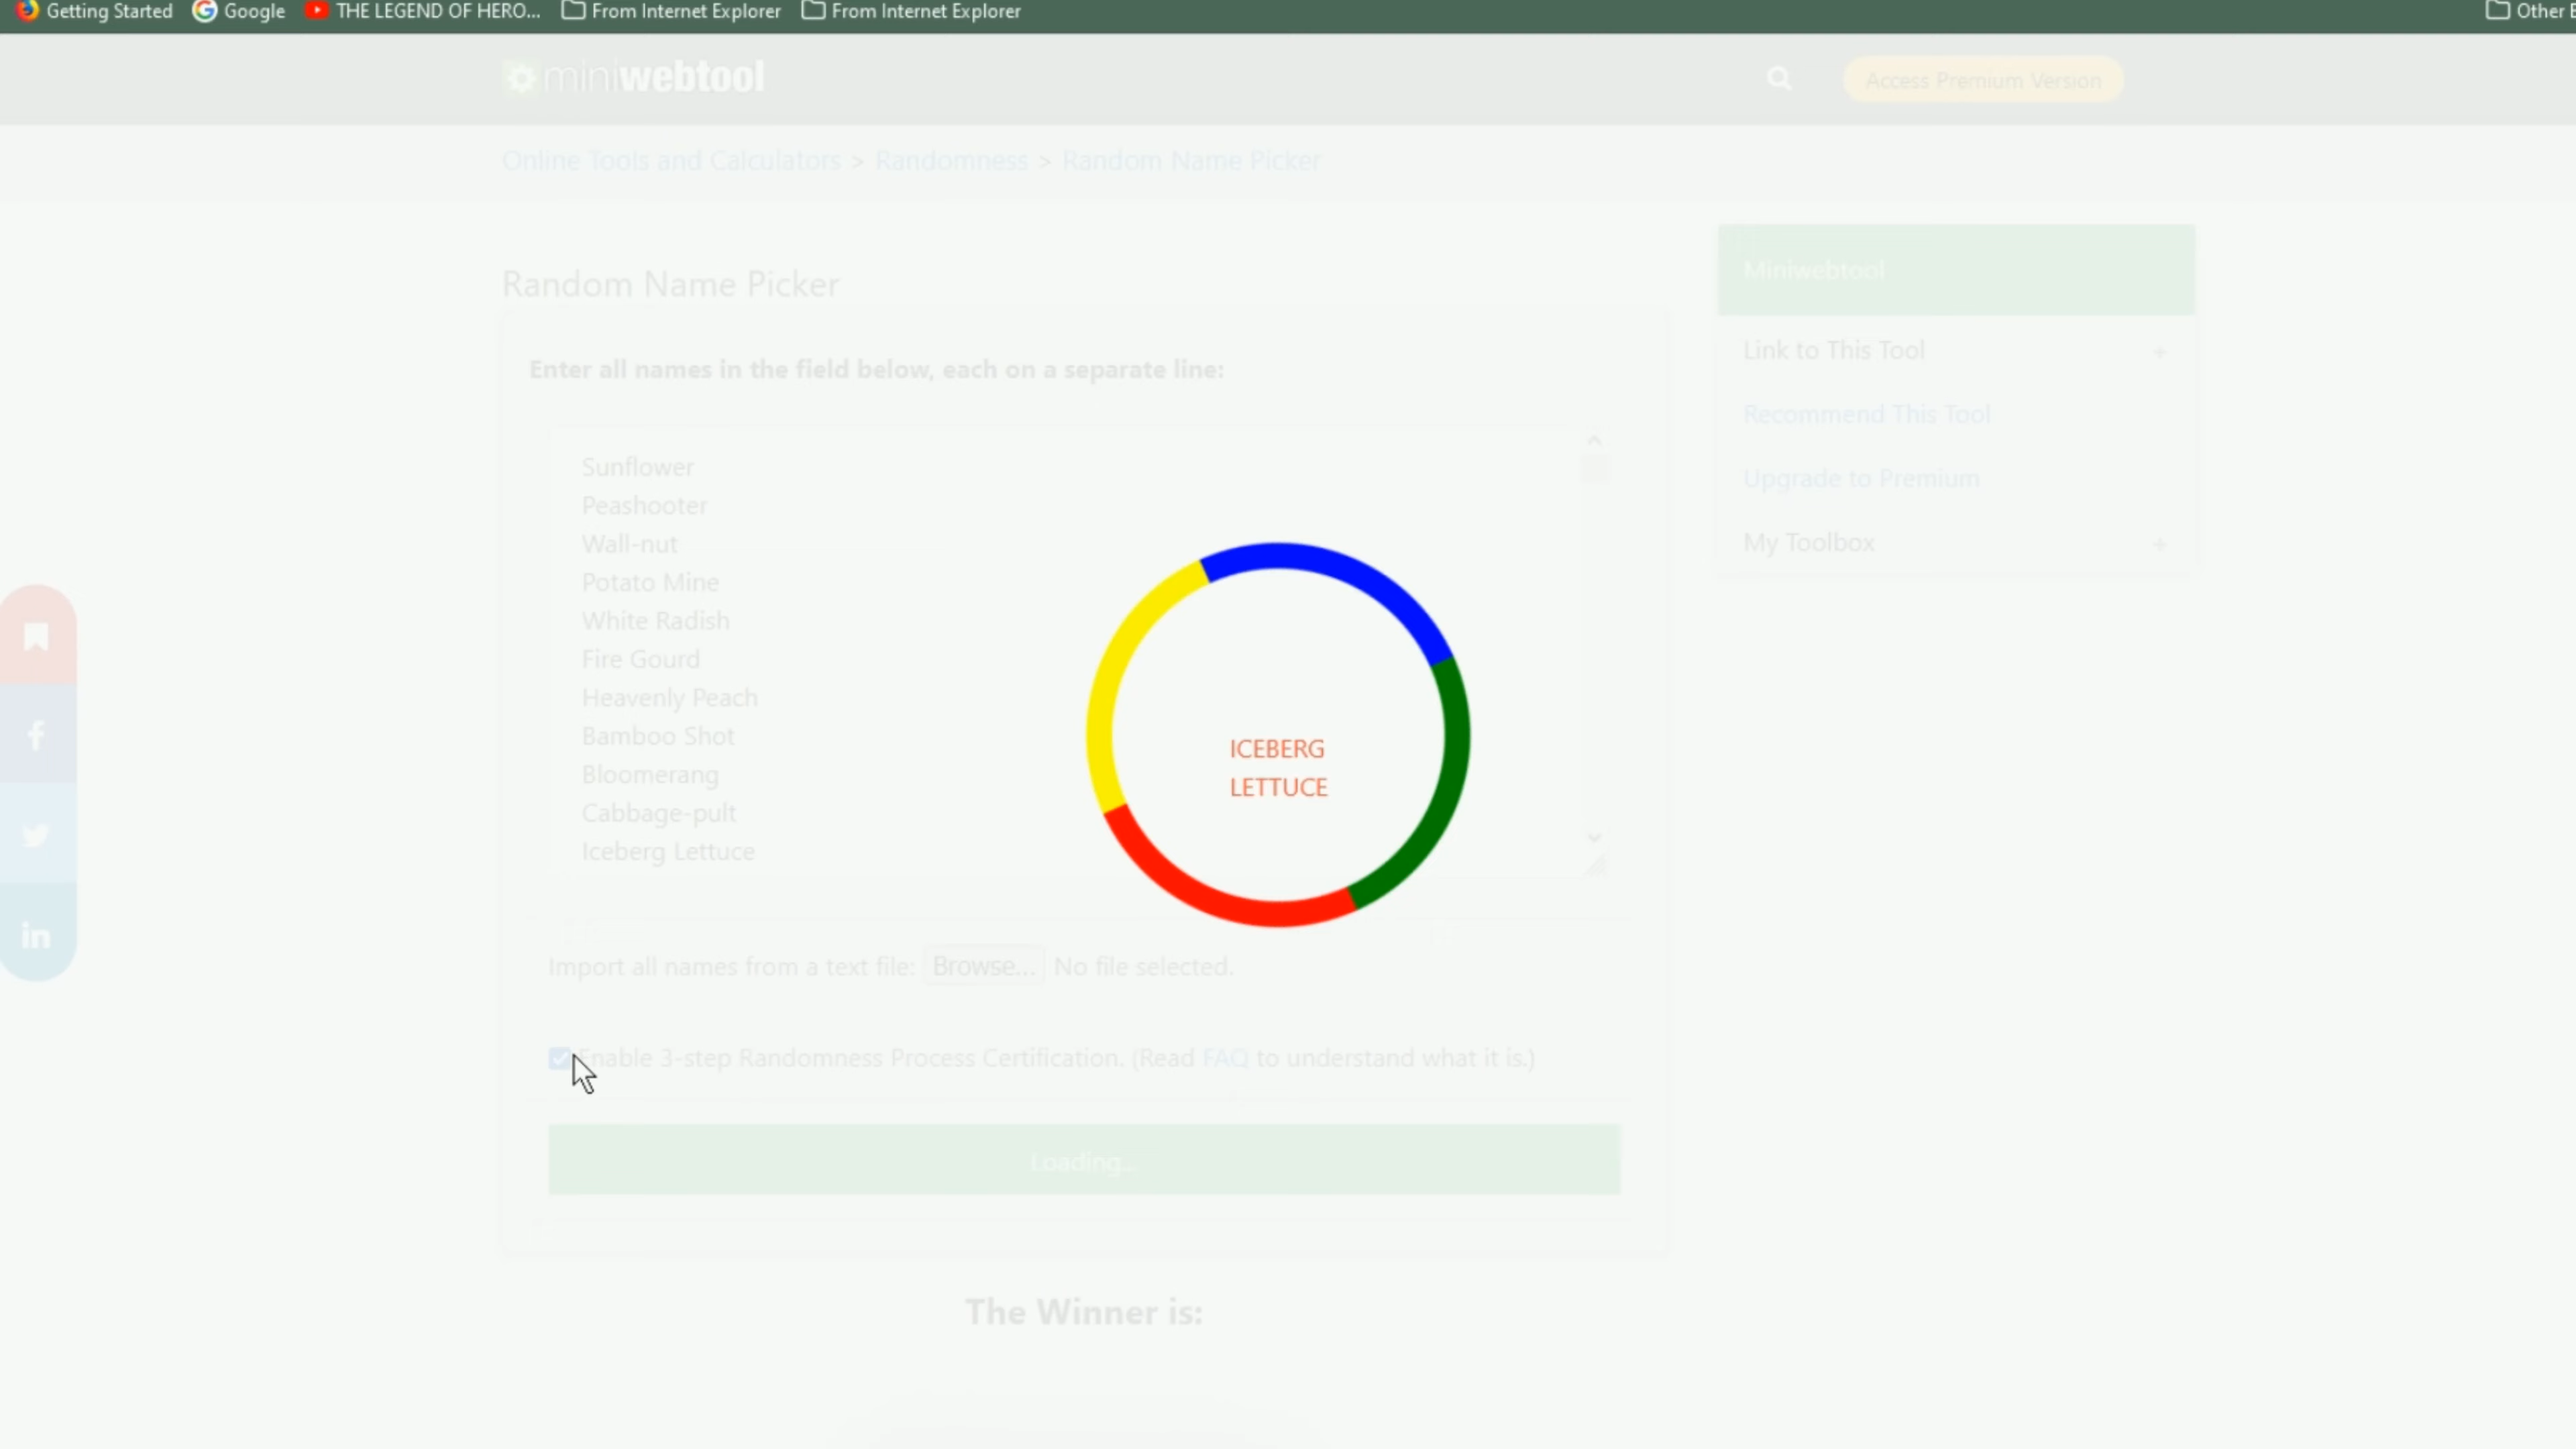 Getting Started Google THE LEGEND OF HERO... From Internet Explorer From Internet Explorer Other
miniwebtool Access Premium Version
Online Tools and Calculators > Randomness > Random Name Picker
Random Name Picker
Enter all names in the field below, each on a separate line:
Sunflower
Peashooter
Wall-nut
Potato Mine
White Radish
Fire Gourd
Heavenly Peach
Bamboo Shot
Bloomerang
Cabbage-pult
Iceberg Lettuce
ICEBERG
LETTUCE
Import all names from a text file: Browse... No file selected.
Enable 3-step Randomness Process Certification. (Read FAQ to understand what it is.)
Loading...
The Winner is:
Miniwebtool
Link to This Tool +
Recommend This Tool
Upgrade to Premium
My Toolbox +
f
in